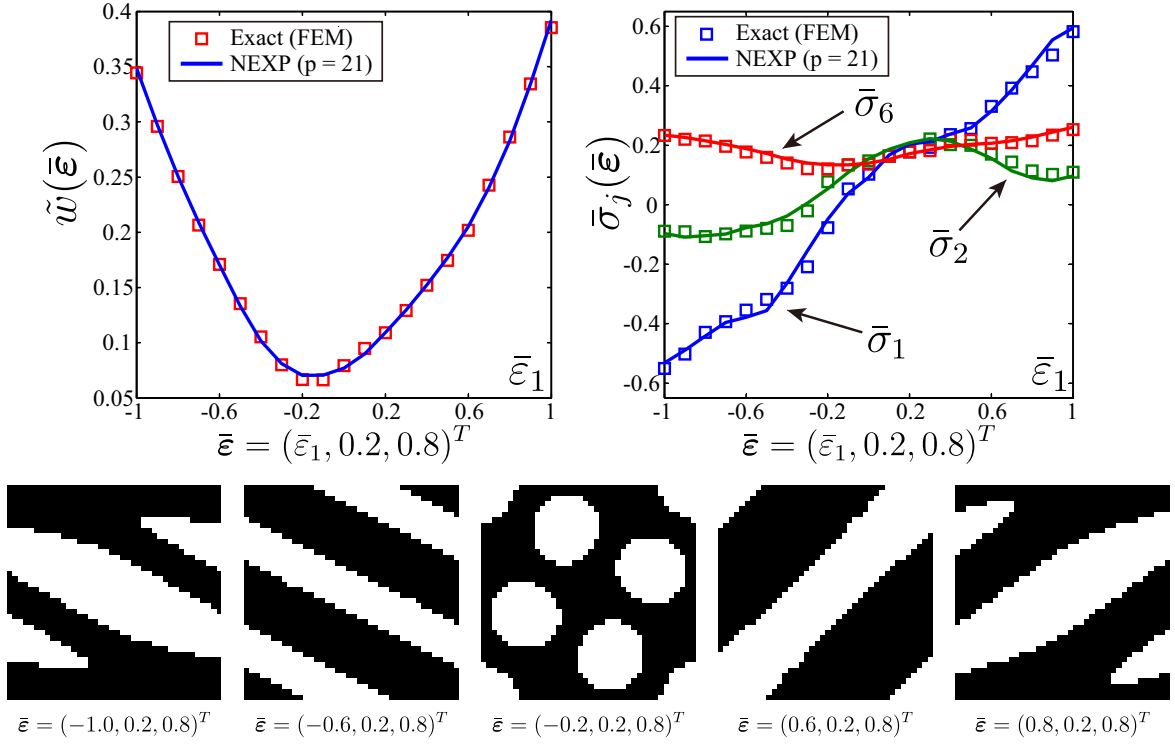 Exact (FEM)
NEXP (p = 21)
0.4
0.35
0.3
0.25
0.2
0.15
0.1
0.05
w̃(ε̄)
-1
-0.6
-0.2
0.2
0.6
1
ε̄₁
ε̄ = (ε̄₁, 0.2, 0.8)ᵀ
Exact (FEM)
NEXP (p = 21)
0.6
0.4
0.2
0
-0.2
-0.4
-0.6
σ̄ⱼ(ε̄)
σ̄₆
σ̄₂
σ̄₁
-1
-0.6
-0.2
0.2
0.6
1
ε̄₁
ε̄ = (ε̄₁, 0.2, 0.8)ᵀ
ε̄ = (−1.0, 0.2, 0.8)ᵀ
ε̄ = (−0.6, 0.2, 0.8)ᵀ
ε̄ = (−0.2, 0.2, 0.8)ᵀ
ε̄ = (0.6, 0.2, 0.8)ᵀ
ε̄ = (0.8, 0.2, 0.8)ᵀ